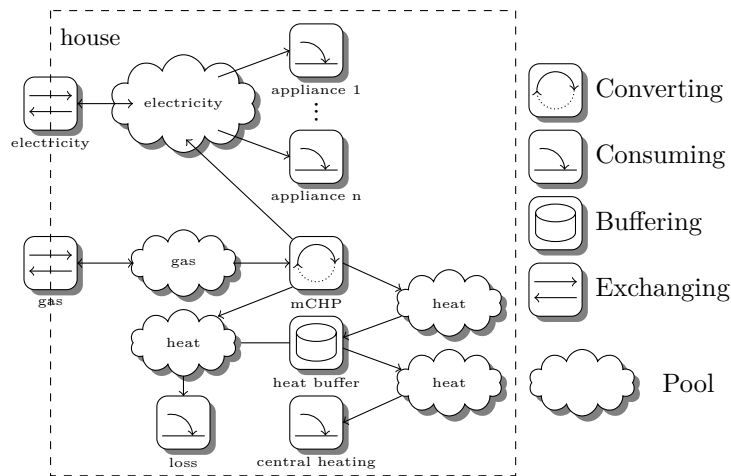 house
appliance 1
electricity
electricity
appliance n
gas
gas
mCHP
heat
heat
heat buffer
heat
loss
central heating
Converting
Consuming
Buffering
Exchanging
Pool